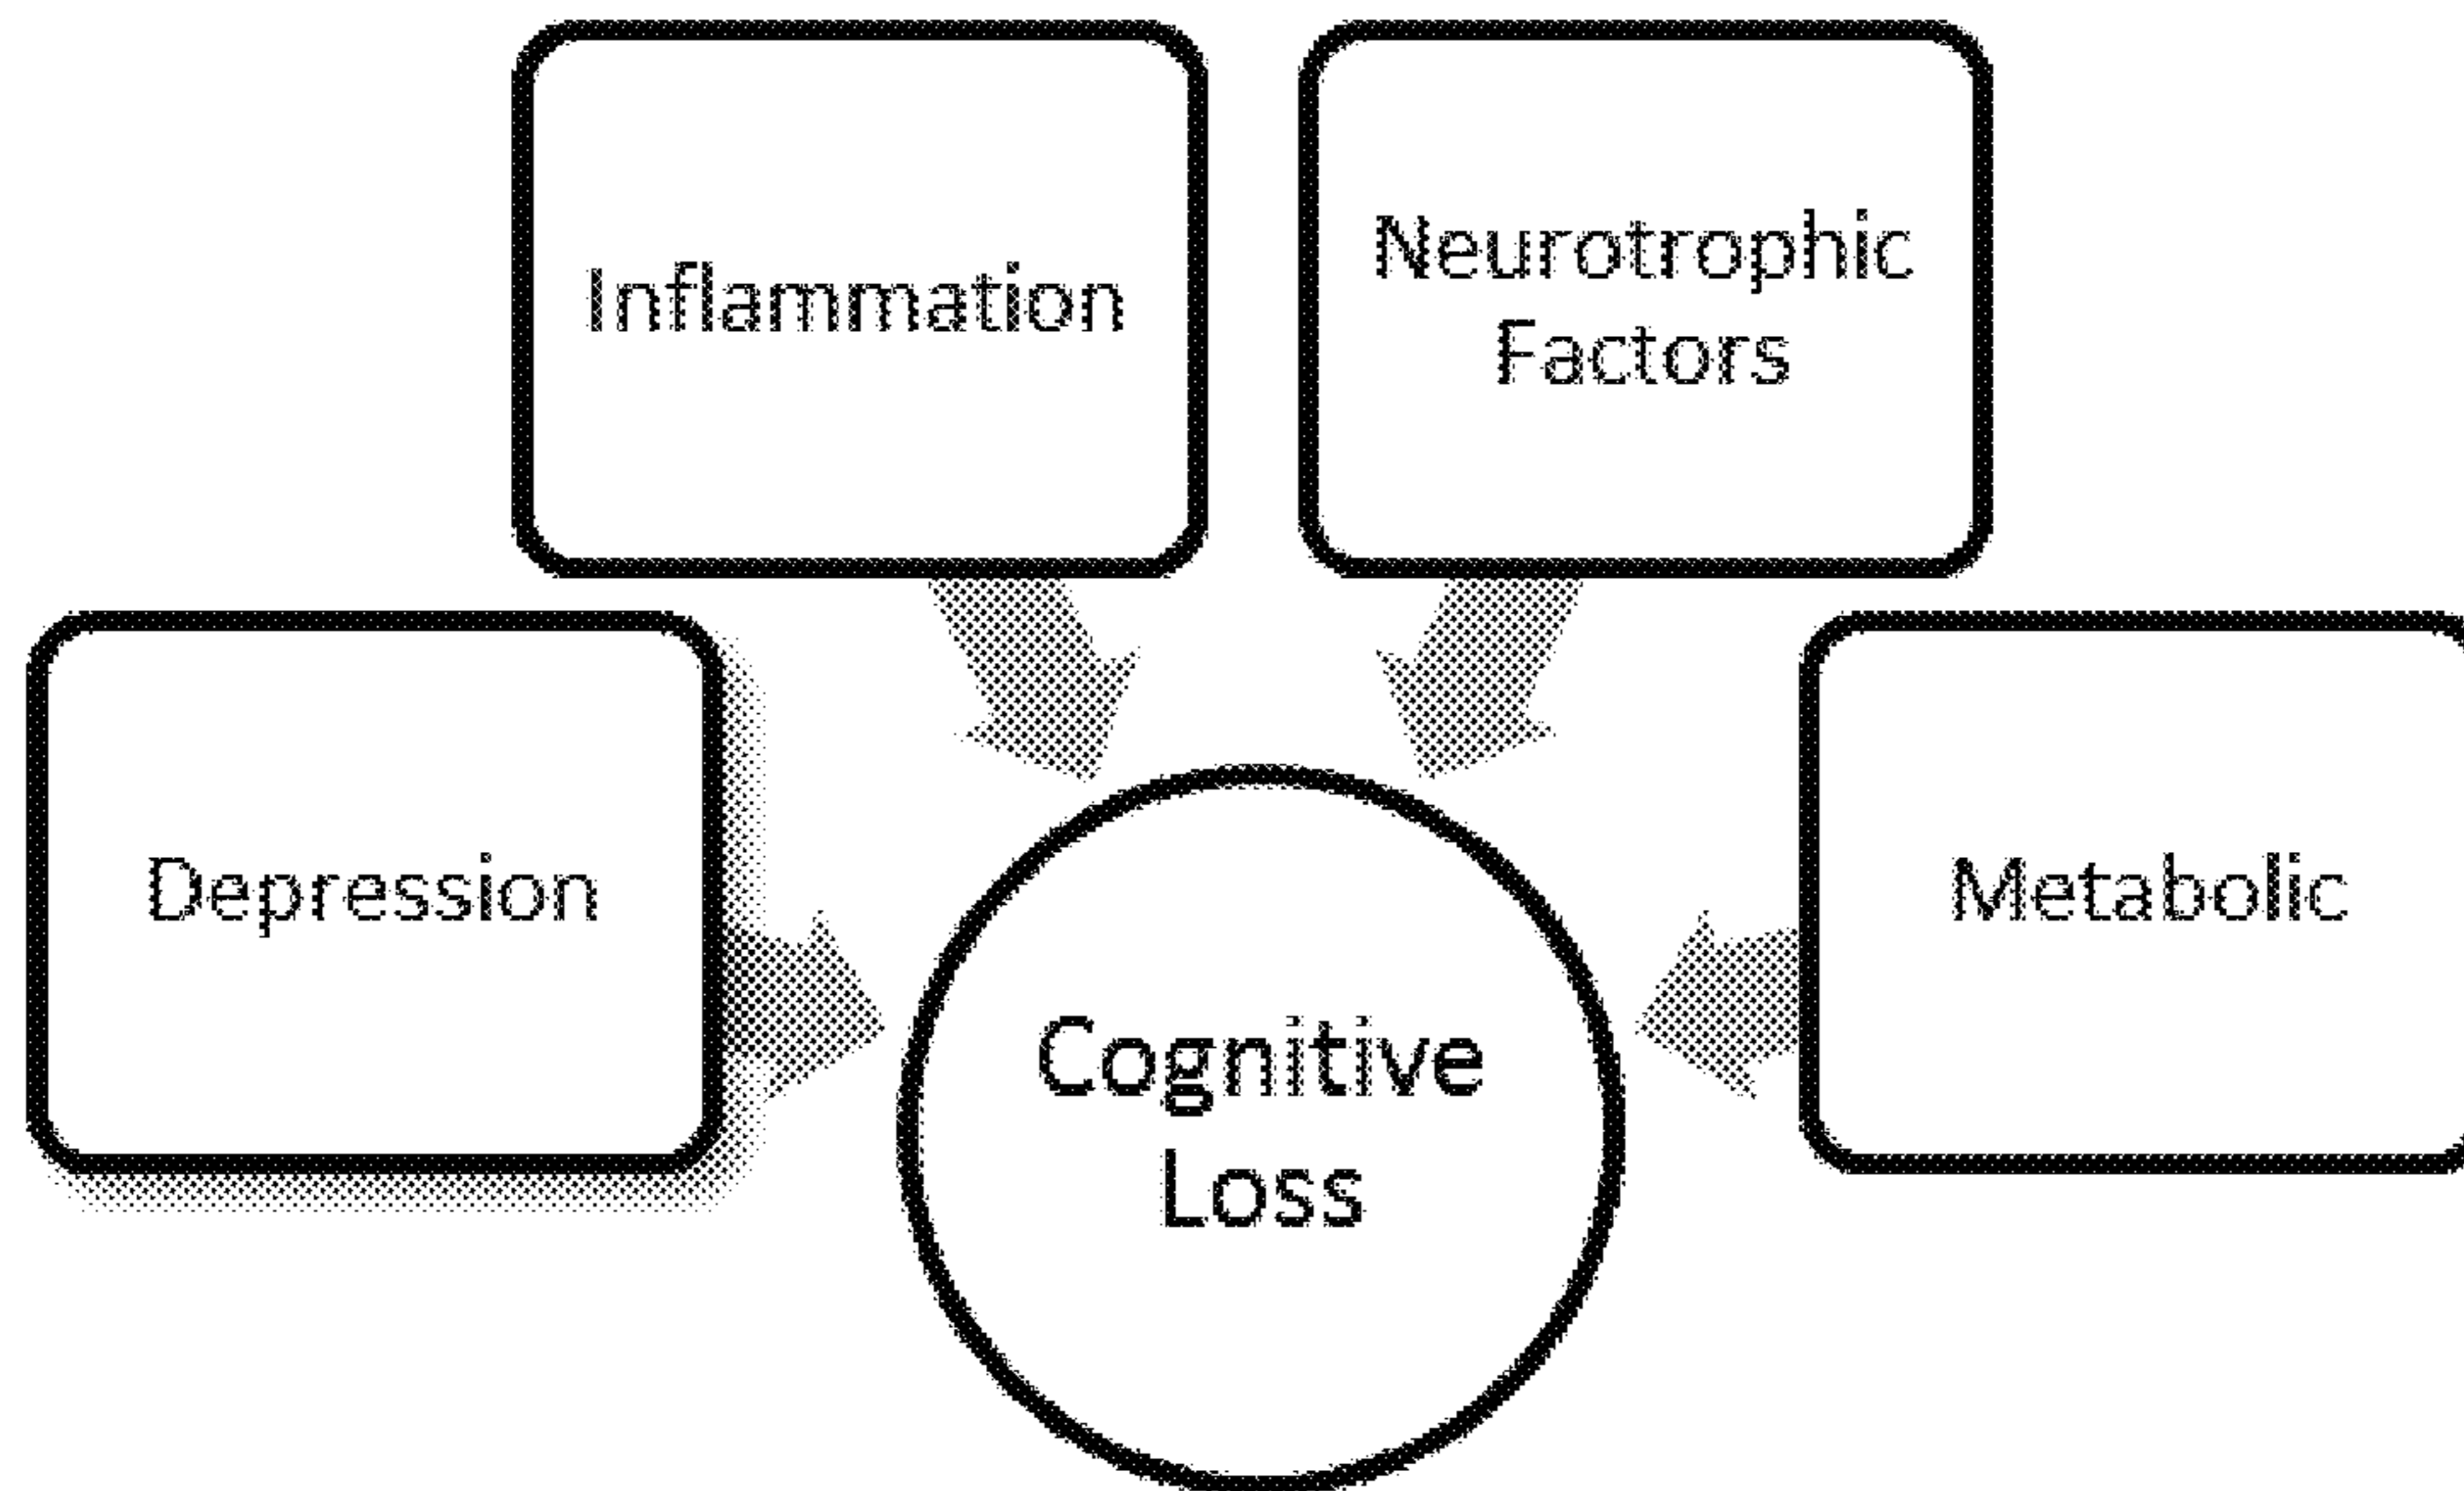 Inflammation
Neurotrophic
Factors
Depression
Metabolic
Cognitive
Loss